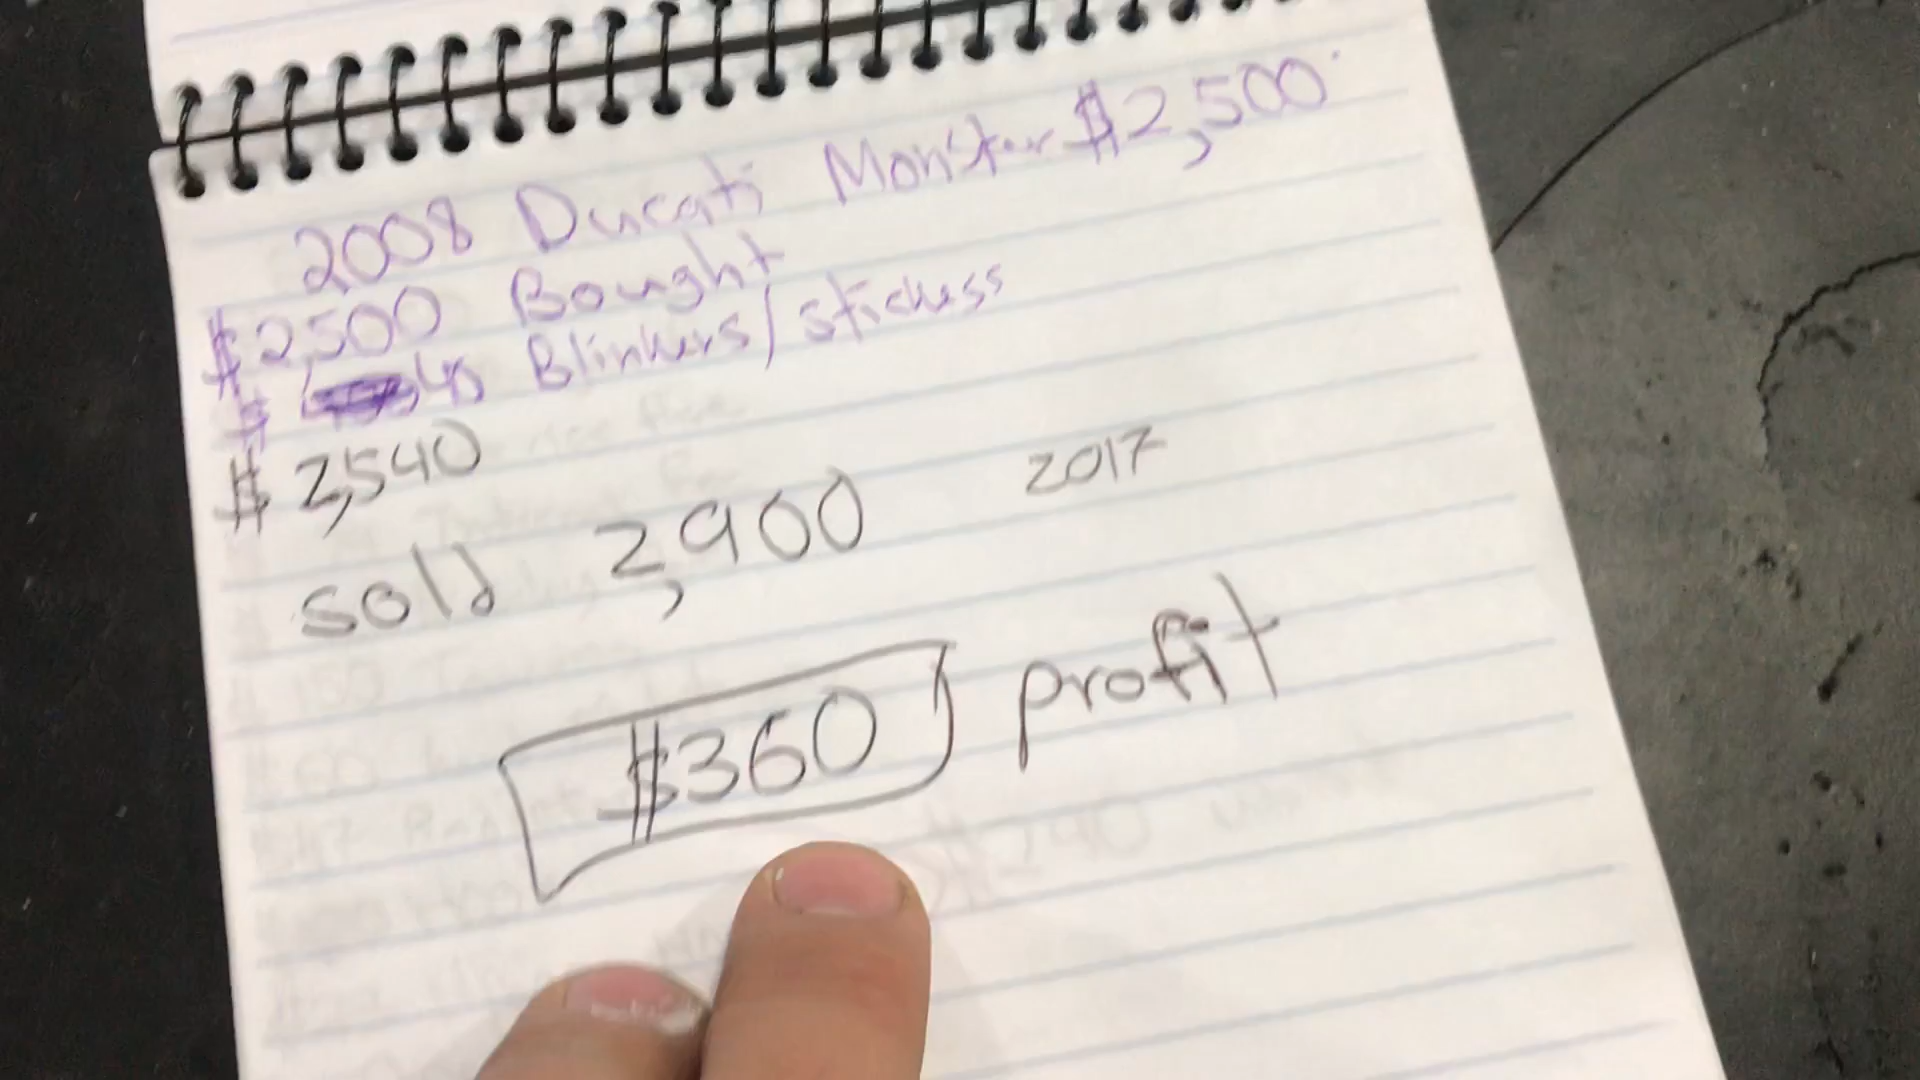 2008 Ducati Monster $2,500
$2,500 Bought
$ 40 Blinkers/stickers
$2,540
2017
sold 2,900
$360 profit